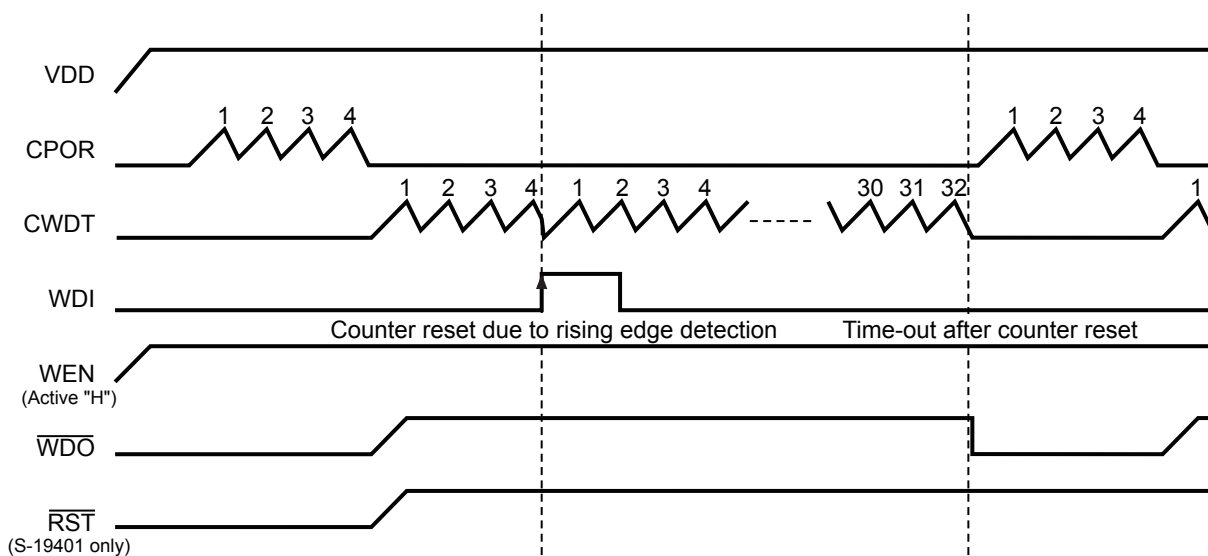 VDD
CPOR
1 2 3 4
1 2 3 4
CWDT
1 2 3 4 1 2 3 4
30 31 32
1
WDI
Counter reset due to rising edge detection
Time-out after counter reset
WEN
(Active "H")
WDO
RST
(S-19401 only)